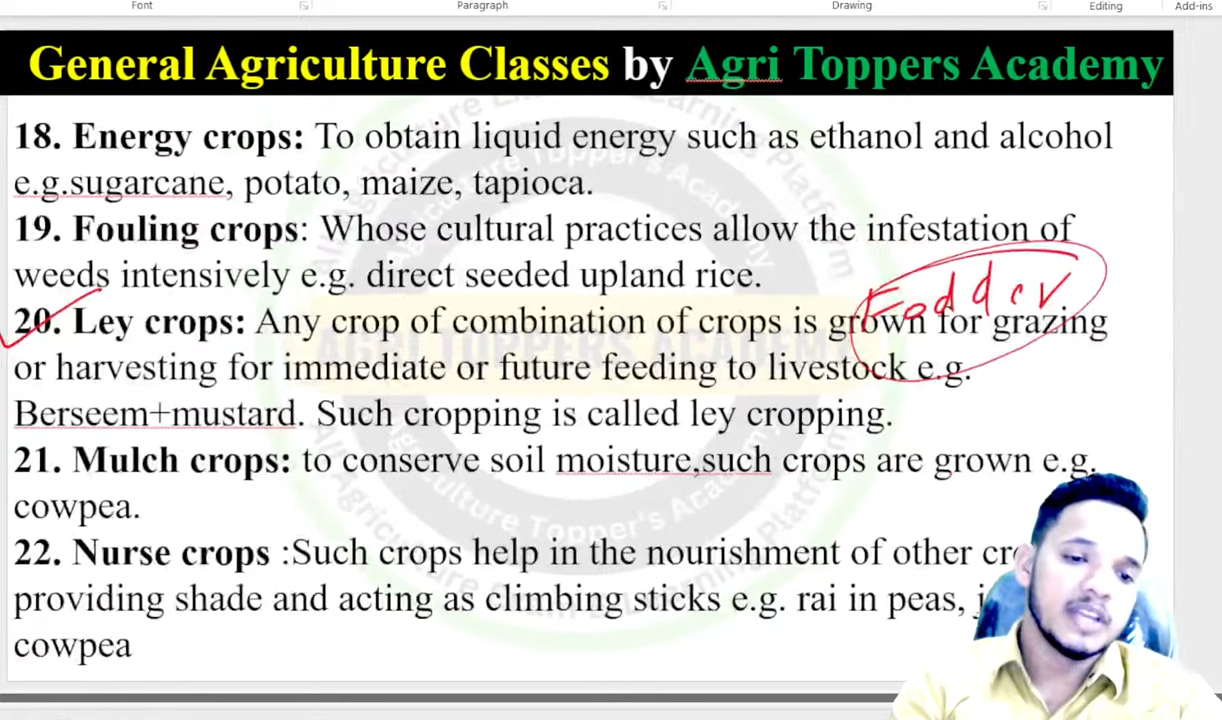 Font Paragraph Drawing Editing Add-ins
General Agriculture Classes by Agri Toppers Academy
18. Energy crops: To obtain liquid energy such as ethanol and alcohol
e.g.sugarcane, potato, maize, tapioca.
19. Fouling crops: Whose cultural practices allow the infestation of
weeds intensively e.g. direct seeded upland rice.
Fodder
20. Ley crops: Any crop of combination of crops is grown for grazing
or harvesting for immediate or future feeding to livestock e.g.
Berseem+mustard. Such cropping is called ley cropping.
AGRI TOPPERS ACADEMY
21. Mulch crops: to conserve soil moisture,such crops are grown e.g.
cowpea.
22. Nurse crops :Such crops help in the nourishment of other
providing shade and acting as climbing sticks e.g. rai in peas,
cowpea